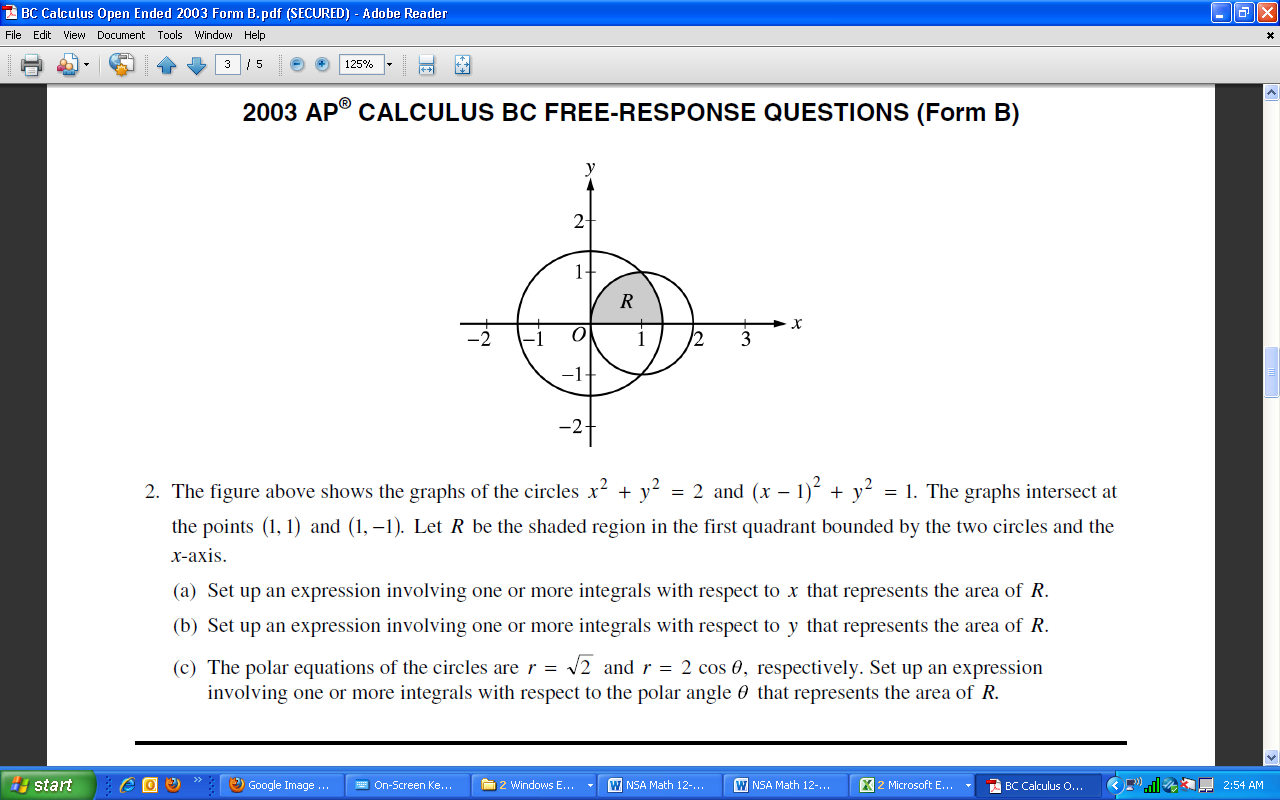 BC Calculus Open Ended 2003 Form B.pdf (SECURED) - Adobe Reader
File Edit View Document Tools Window Help
3 / 5 125%
2003 AP® CALCULUS BC FREE-RESPONSE QUESTIONS (Form B)
y
2
1
R
O
x
−2 −1 1 2 3
−1
−2
2. The figure above shows the graphs of the circles x² + y² = 2 and (x − 1)² + y² = 1. The graphs intersect at
the points (1, 1) and (1, −1). Let R be the shaded region in the first quadrant bounded by the two circles and the
x-axis.
(a) Set up an expression involving one or more integrals with respect to x that represents the area of R.
(b) Set up an expression involving one or more integrals with respect to y that represents the area of R.
(c) The polar equations of the circles are r = √2 and r = 2 cos θ, respectively. Set up an expression
involving one or more integrals with respect to the polar angle θ that represents the area of R.
start » Google Image ... On-Screen Ke... 2 Windows E... NSA Math 12-... NSA Math 12-... 2 Microsoft E... BC Calculus O... 2:54 AM